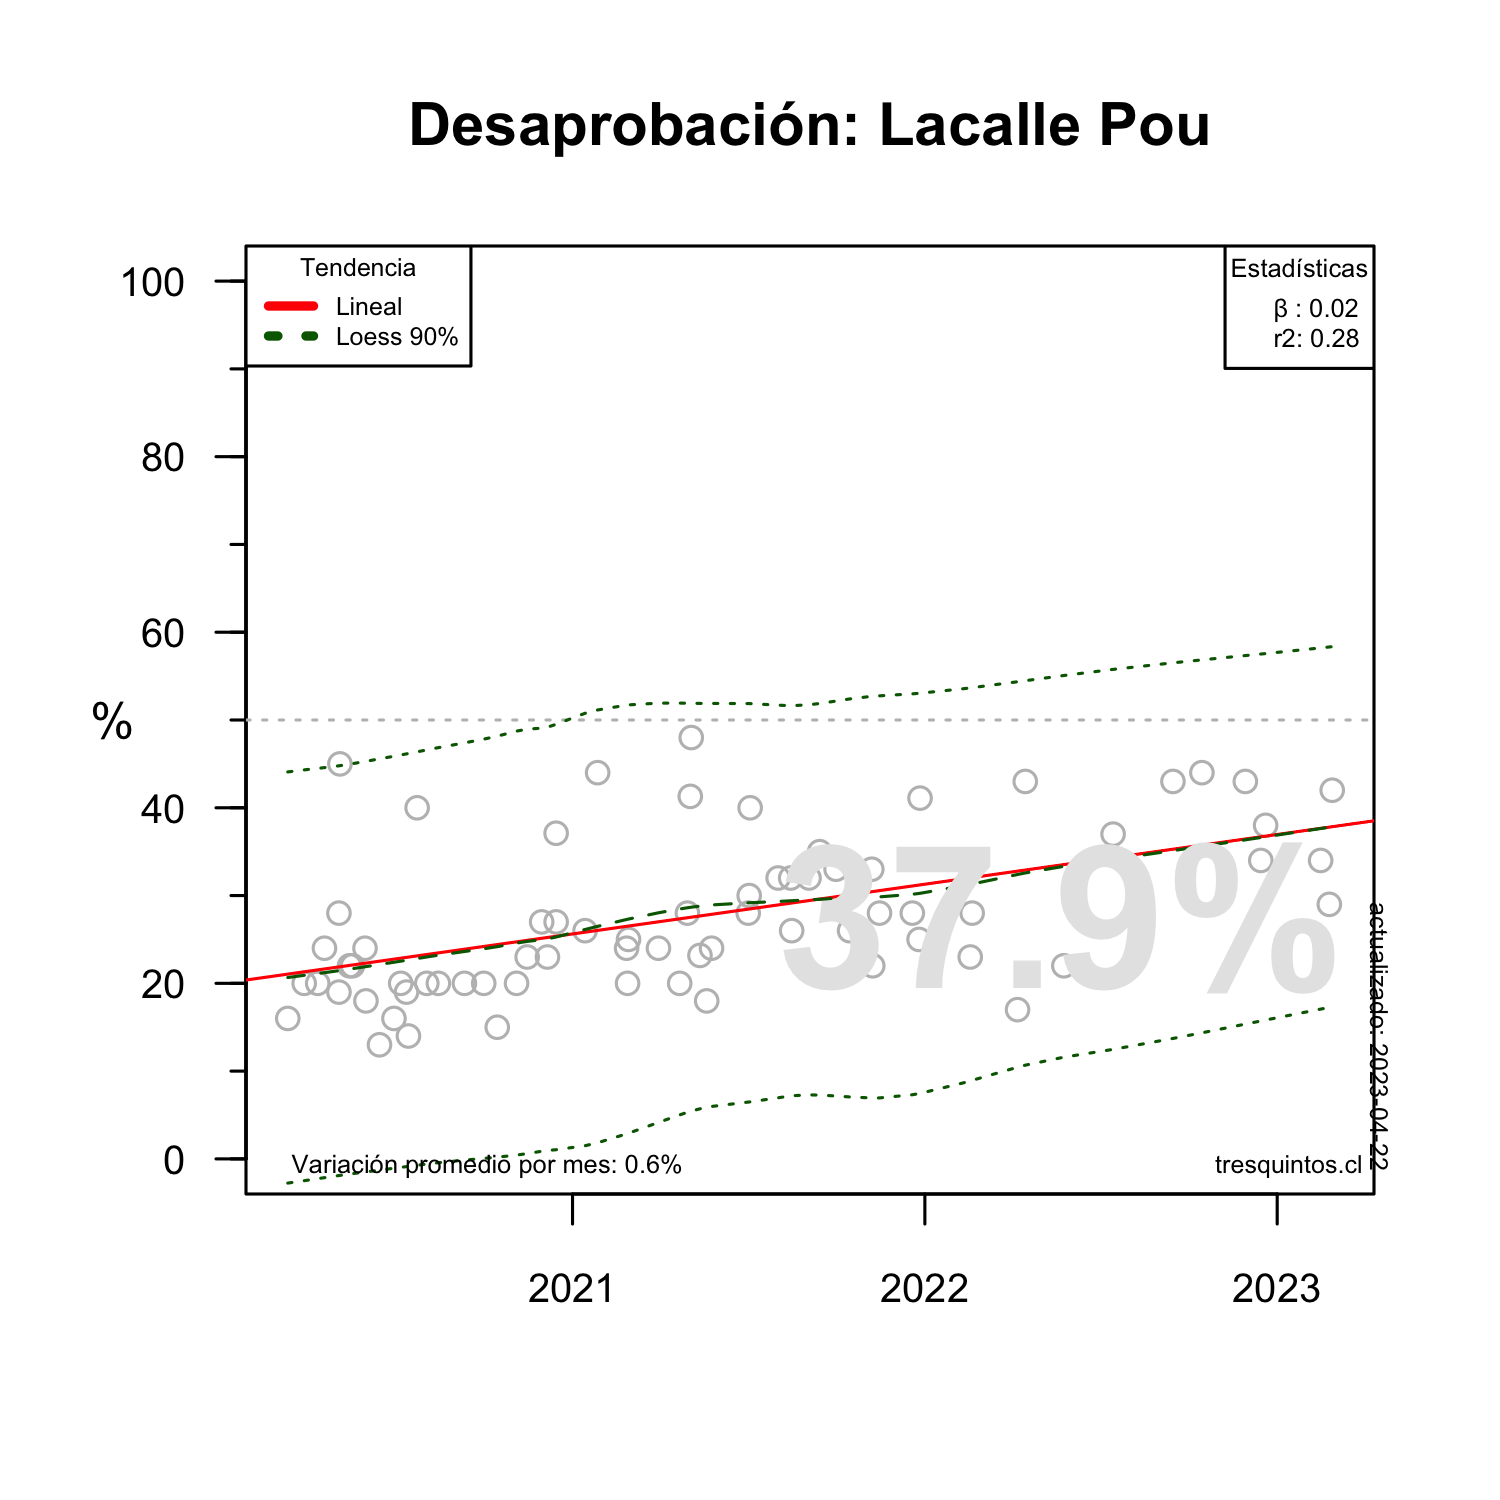 Desaprobación: Lacalle Pou
Tendencia
Lineal
Loess 90%
Estadísticas
β : 0.02
r2: 0.28
100
80
60
40
20
0
%
37.9%
actualizado: 2023-04-22
Variación promedio por mes: 0.6%
tresquintos.cl
2021
2022
2023